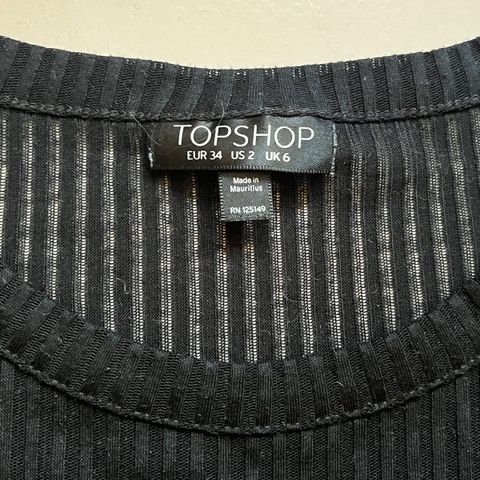 TOPSHOP
EUR 34 US 2 UK 6
Made in
Mauritius
RN 125149